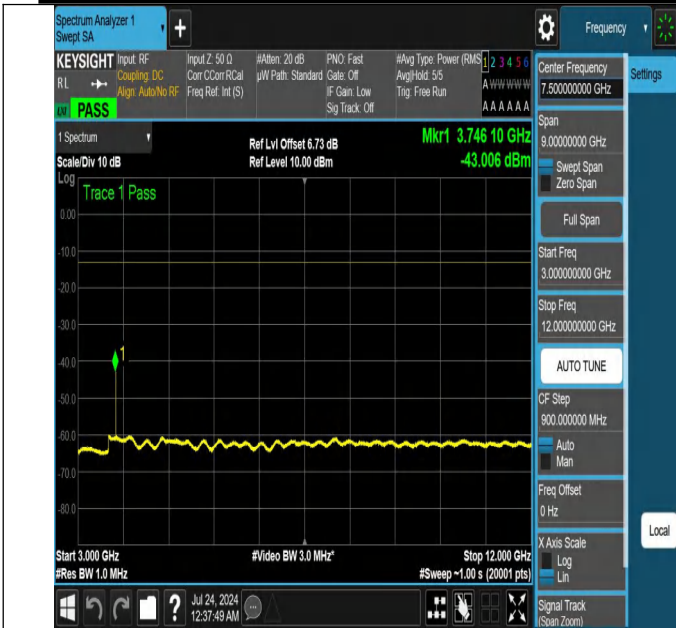 Spectrum Analyzer 1
Swept SA
+
Frequency
KEYSIGHT
Input: RF
Coupling: DC
Align: Auto/No RF
Input Z: 50 Ω
Corr CCorr RCal
Freq Ref: Int (S)
#Atten: 20 dB
µW Path: Standard
PNO: Fast
Gate: Off
IF Gain: Low
Sig Track: Off
#Avg Type: Power (RMS
Avg|Hold: 5/5
Trig: Free Run
1 2 3 4 5 6
A W W W W W
A A A A A A
R L
PASS
1 Spectrum
Scale/Div 10 dB
Ref Lvl Offset 6.73 dB
Ref Level 10.00 dBm
Mkr1 3.746 10 GHz
-43.006 dBm
Log
Trace 1 Pass
0.00
-10.0
-20.0
-30.0
-40.0
-50.0
-60.0
-70.0
-80.0
1
Start 3.000 GHz
#Res BW 1.0 MHz
#Video BW 3.0 MHz*
Stop 12.000 GHz
#Sweep ~1.00 s (20001 pts)
Center Frequency
7.500000000 GHz
Settings
Span
9.00000000 GHz
Swept Span
Zero Span
Full Span
Start Freq
3.000000000 GHz
Stop Freq
12.000000000 GHz
AUTO TUNE
CF Step
900.000000 MHz
Auto
Man
Freq Offset
0 Hz
X Axis Scale
Log
Lin
Local
Signal Track
(Span Zoom)
?
Jul 24, 2024
12:37:49 AM